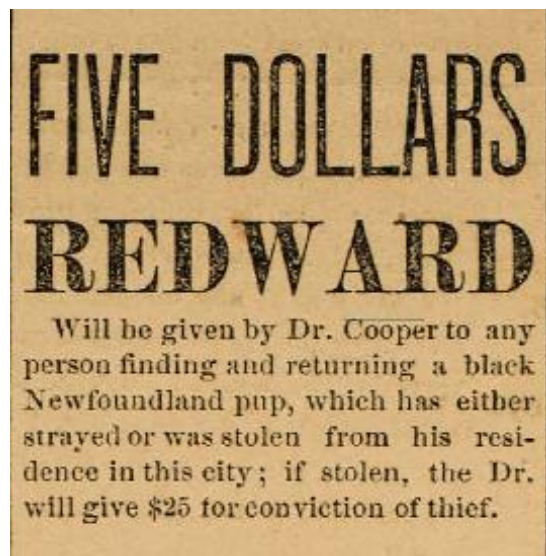 FIVE DOLLARS
REDWARD
Will be given by Dr. Cooper to any
person finding and returning a black
Newfoundland pup, which has either
strayed or was stolen from his resi-
dence in this city; if stolen, the Dr.
will give $25 for conviction of thief.